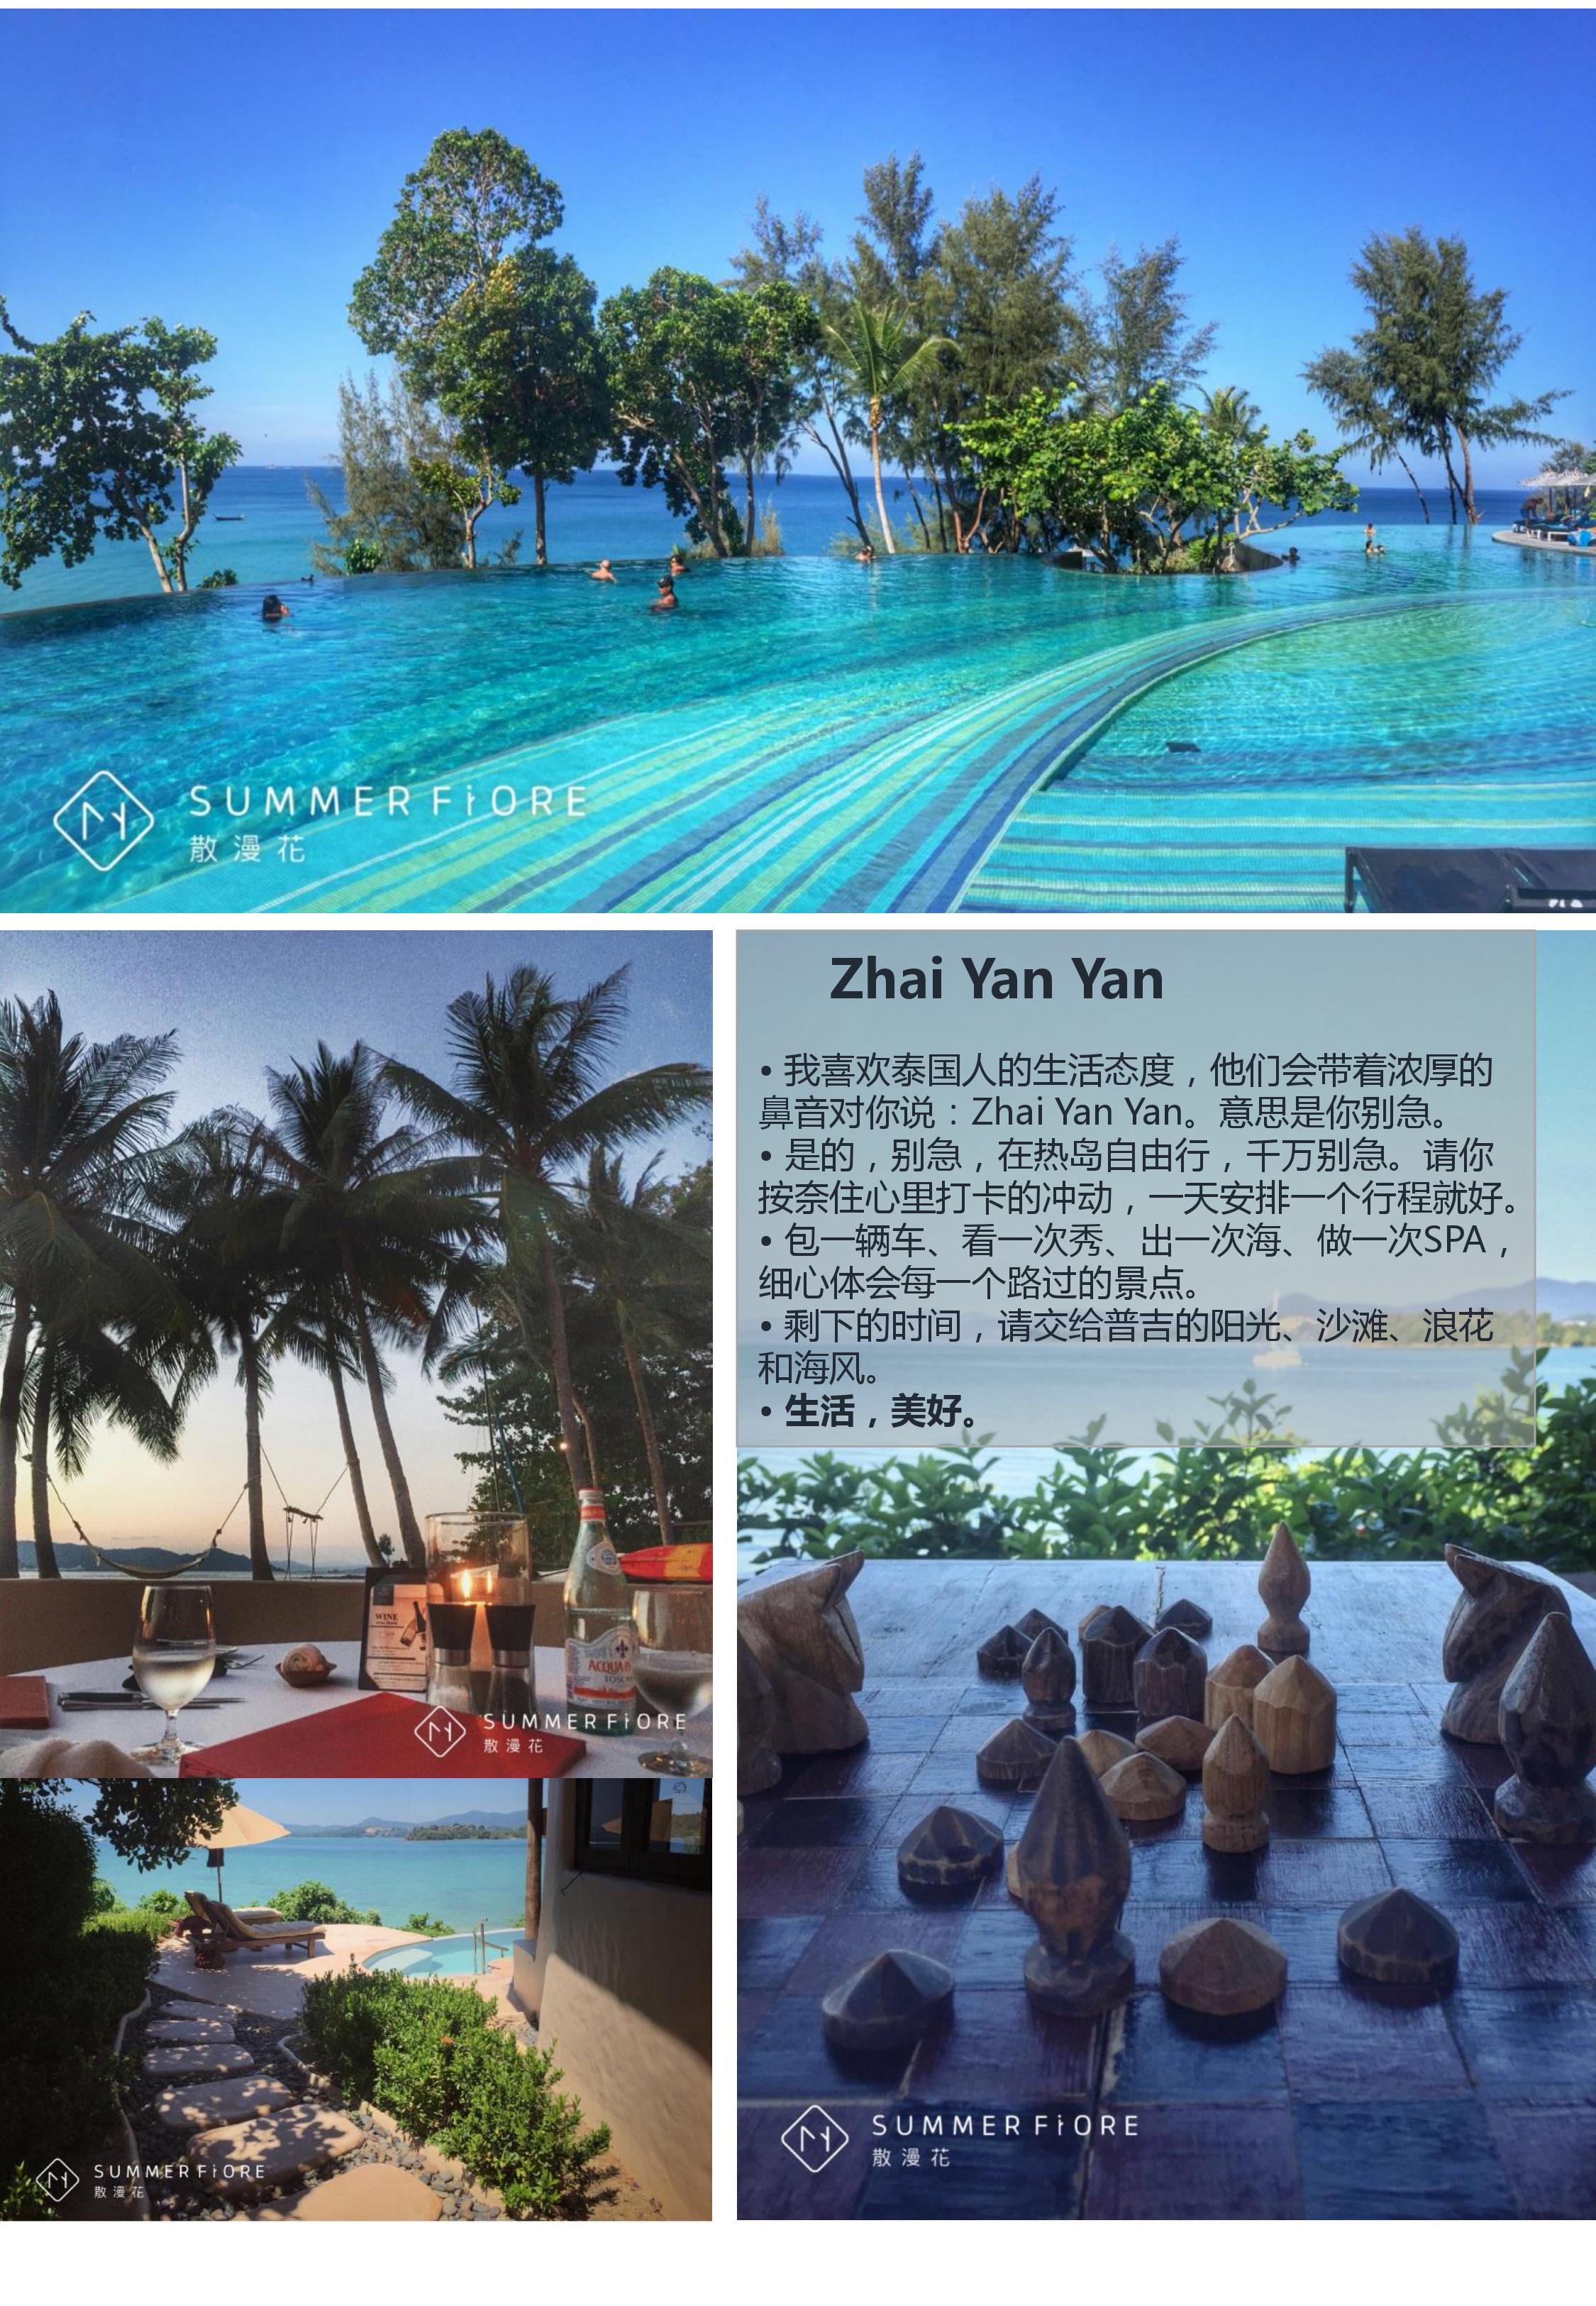 SUMMER FiORE
散漫花
Zhai Yan Yan
• 我喜欢泰国人的生活态度，他们会带着浓厚的
鼻音对你说：Zhai Yan Yan。意思是你别急。
• 是的，别急，在热岛自由行，千万别急。请你
按奈住心里打卡的冲动，一天安排一个行程就好。
• 包一辆车、看一次秀、出一次海、做一次SPA，
细心体会每一个路过的景点。
• 剩下的时间，请交给普吉的阳光、沙滩、浪花
和海风。
• 生活，美好。
WINE
ACQUA
SUMMER FiORE
散漫花
SUMMER FiORE
散漫花
SUMMER FiORE
散漫花